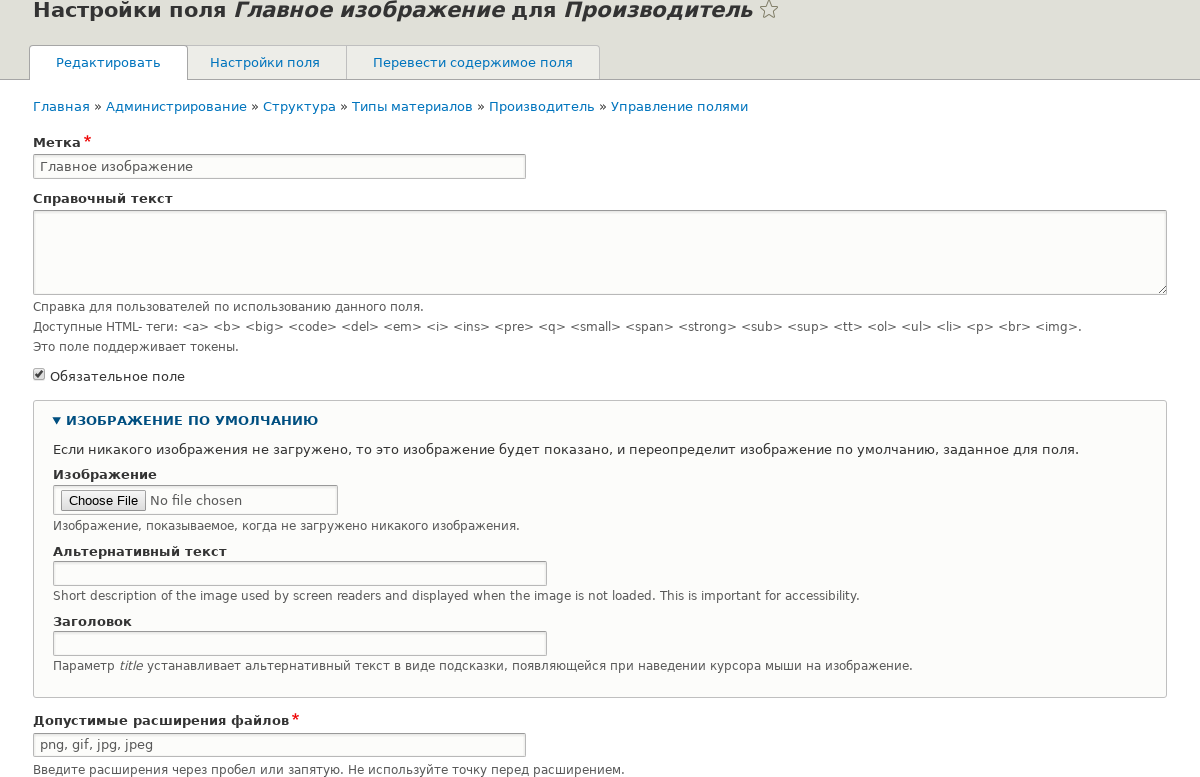 Настройки поля Главное изображение для Производитель
Редактировать
Настройки поля
Перевести содержимое поля
Главная » Администрирование » Структура » Типы материалов » Производитель » Управление полями
Метка*
Главное изображение
Справочный текст
Справка для пользователей по использованию данного поля.
Доступные HTML- теги: <a> <b> <big> <code> <del> <em> <i> <ins> <pre> <q> <small> <span> <strong> <sub> <sup> <tt> <ol> <ul> <li> <p> <br> <img>.
Это поле поддерживает токены.
Обязательное поле
ИЗОБРАЖЕНИЕ ПО УМОЛЧАНИЮ
Если никакого изображения не загружено, то это изображение будет показано, и переопределит изображение по умолчанию, заданное для поля.
Изображение
Choose File No file chosen
Изображение, показываемое, когда не загружено никакого изображения.
Альтернативный текст
Short description of the image used by screen readers and displayed when the image is not loaded. This is important for accessibility.
Заголовок
Параметр title устанавливает альтернативный текст в виде подсказки, появляющейся при наведении курсора мыши на изображение.
Допустимые расширения файлов*
png, gif, jpg, jpeg
Введите расширения через пробел или запятую. Не используйте точку перед расширением.